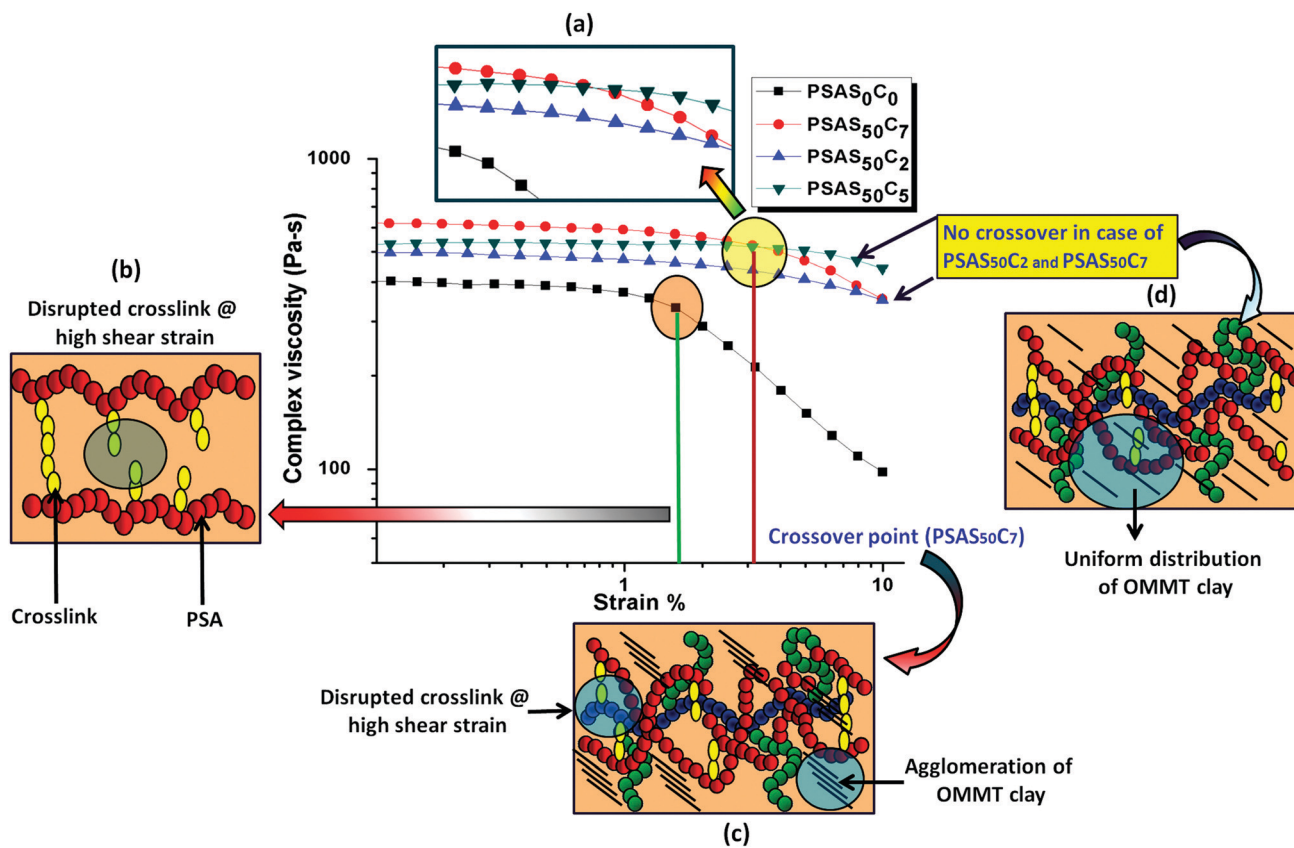 (a)
PSAS₀C₀
PSAS₅₀C₇
PSAS₅₀C₂
PSAS₅₀C₅
1000
100
Complex viscosity (Pa-s)
1
10
Strain %
(b)
Disrupted crosslink @
high shear strain
Crosslink
PSA
No crossover in case of
PSAS₅₀C₂ and PSAS₅₀C₇
(d)
Uniform distribution
of OMMT clay
Crossover point (PSAS₅₀C₇)
Disrupted crosslink @
high shear strain
Agglomeration of
OMMT clay
(c)